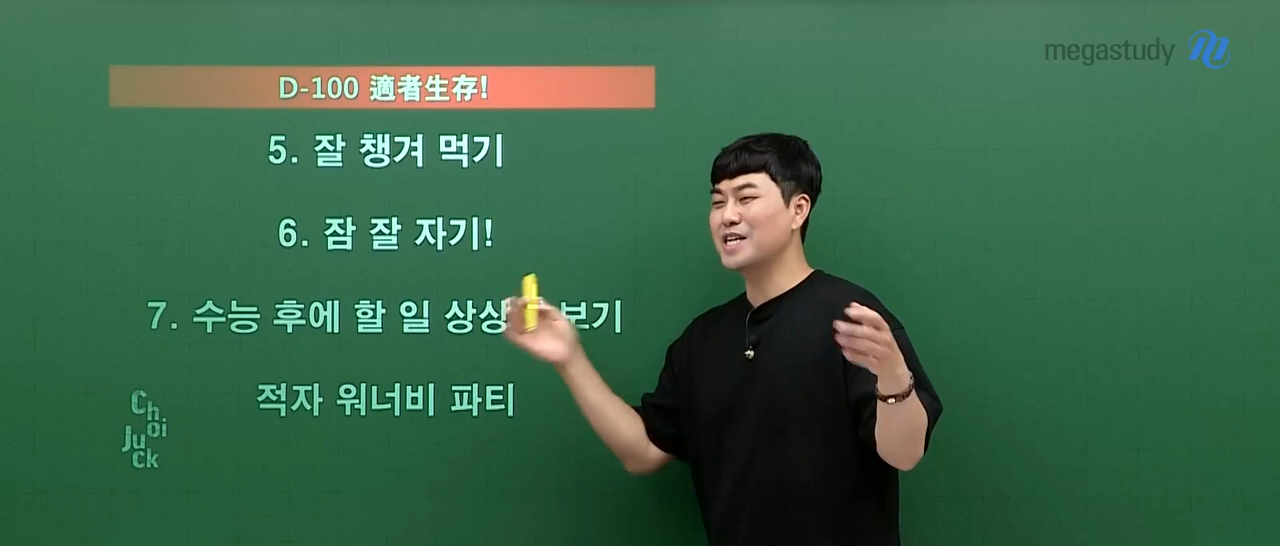 megastudy
D-100 適者生存!
5. 잘 챙겨 먹기
6. 잠 잘 자기!
7. 수능 후에 할 일 상상 보기
적자 워너비 파티
Choi
Juck